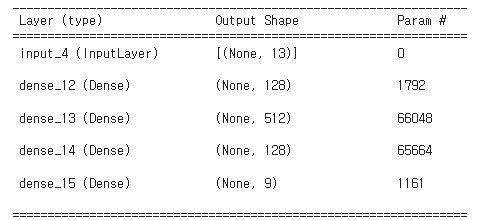 Layer (type) Output Shape Param #
input_4 (InputLayer) [(None, 13)] 0
dense_12 (Dense) (None, 128) 1792
dense_13 (Dense) (None, 512) 66048
dense_14 (Dense) (None, 128) 65664
dense_15 (Dense) (None, 9) 1161